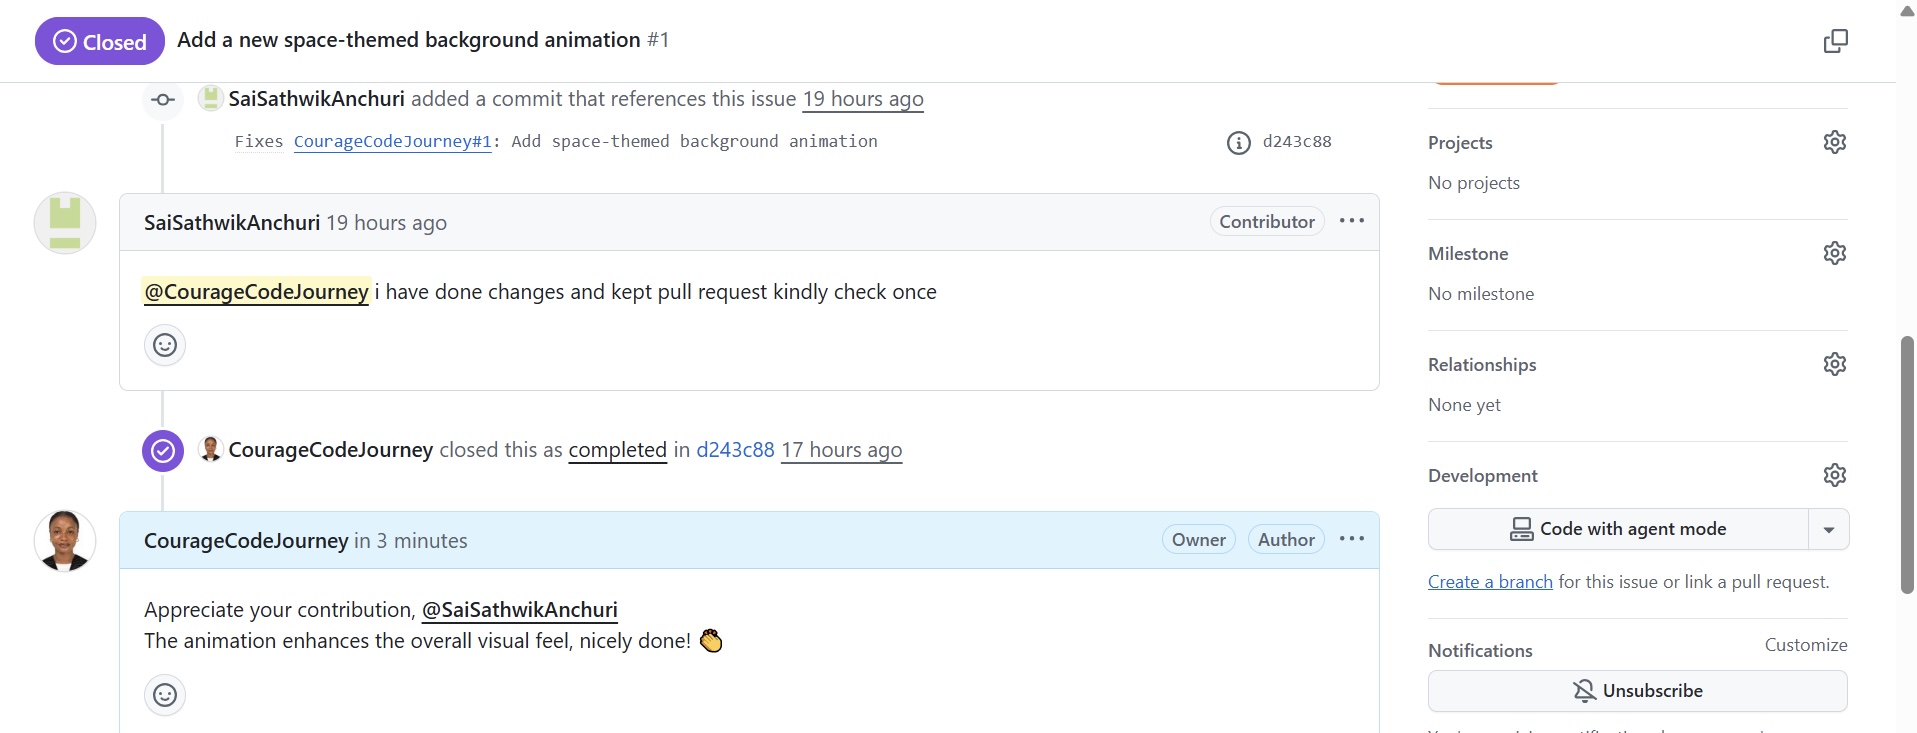 Closed Add a new space-themed background animation #1
SaiSathwikAnchuri added a commit that references this issue 19 hours ago
Fixes CourageCodeJourney#1: Add space-themed background animation d243c88
SaiSathwikAnchuri 19 hours ago Contributor
@CourageCodeJourney i have done changes and kept pull request kindly check once
CourageCodeJourney closed this as completed in d243c88 17 hours ago
CourageCodeJourney in 3 minutes Owner Author
Appreciate your contribution, @SaiSathwikAnchuri
The animation enhances the overall visual feel, nicely done! 👏
Projects
No projects
Milestone
No milestone
Relationships
None yet
Development
Code with agent mode
Create a branch for this issue or link a pull request.
Notifications Customize
Unsubscribe